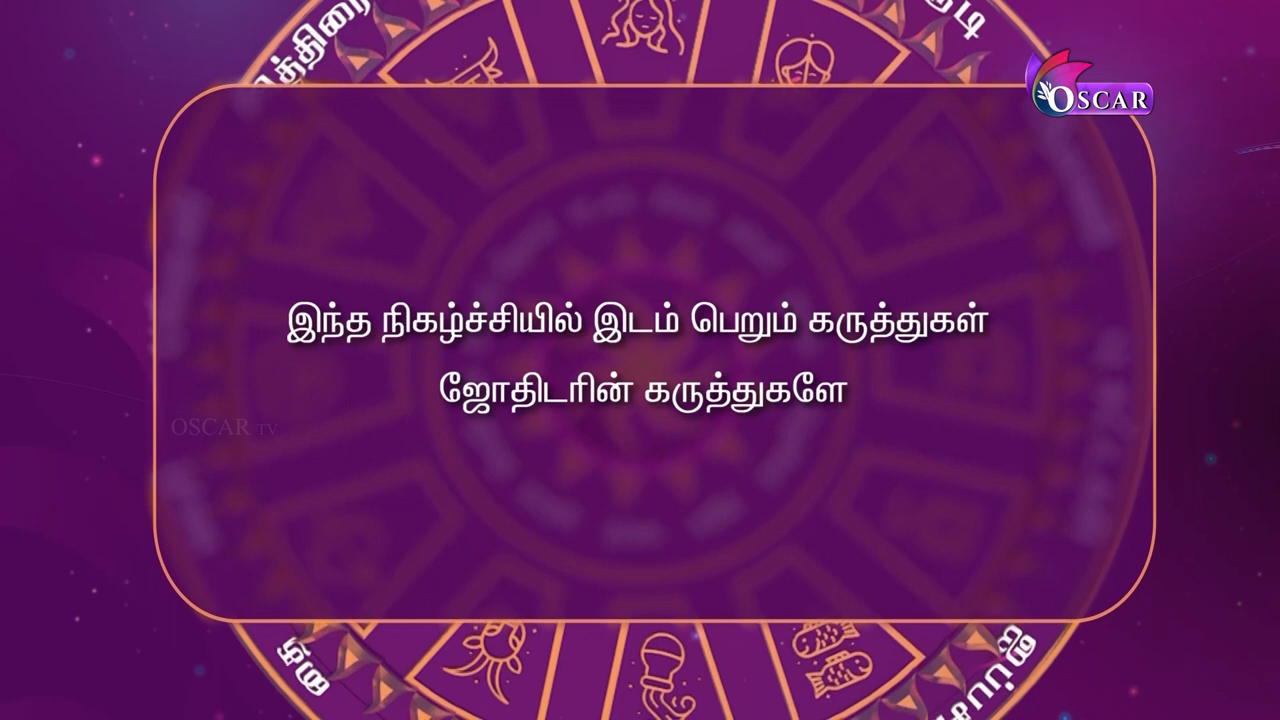 OSCAR
இந்த நிகழ்ச்சியில் இடம் பெறும் கருத்துகள்
ஜோதிடரின் கருத்துகளே
OSCAR TV